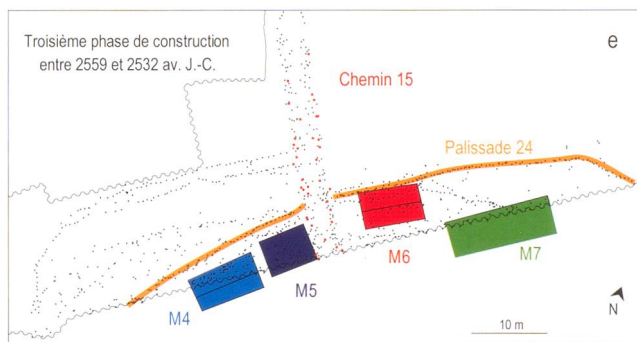 Troisième phase de construction
entre 2559 et 2532 av. J.-C.
e
Chemin 15
Palissade 24
M6
M7
M5
M4
N
10 m